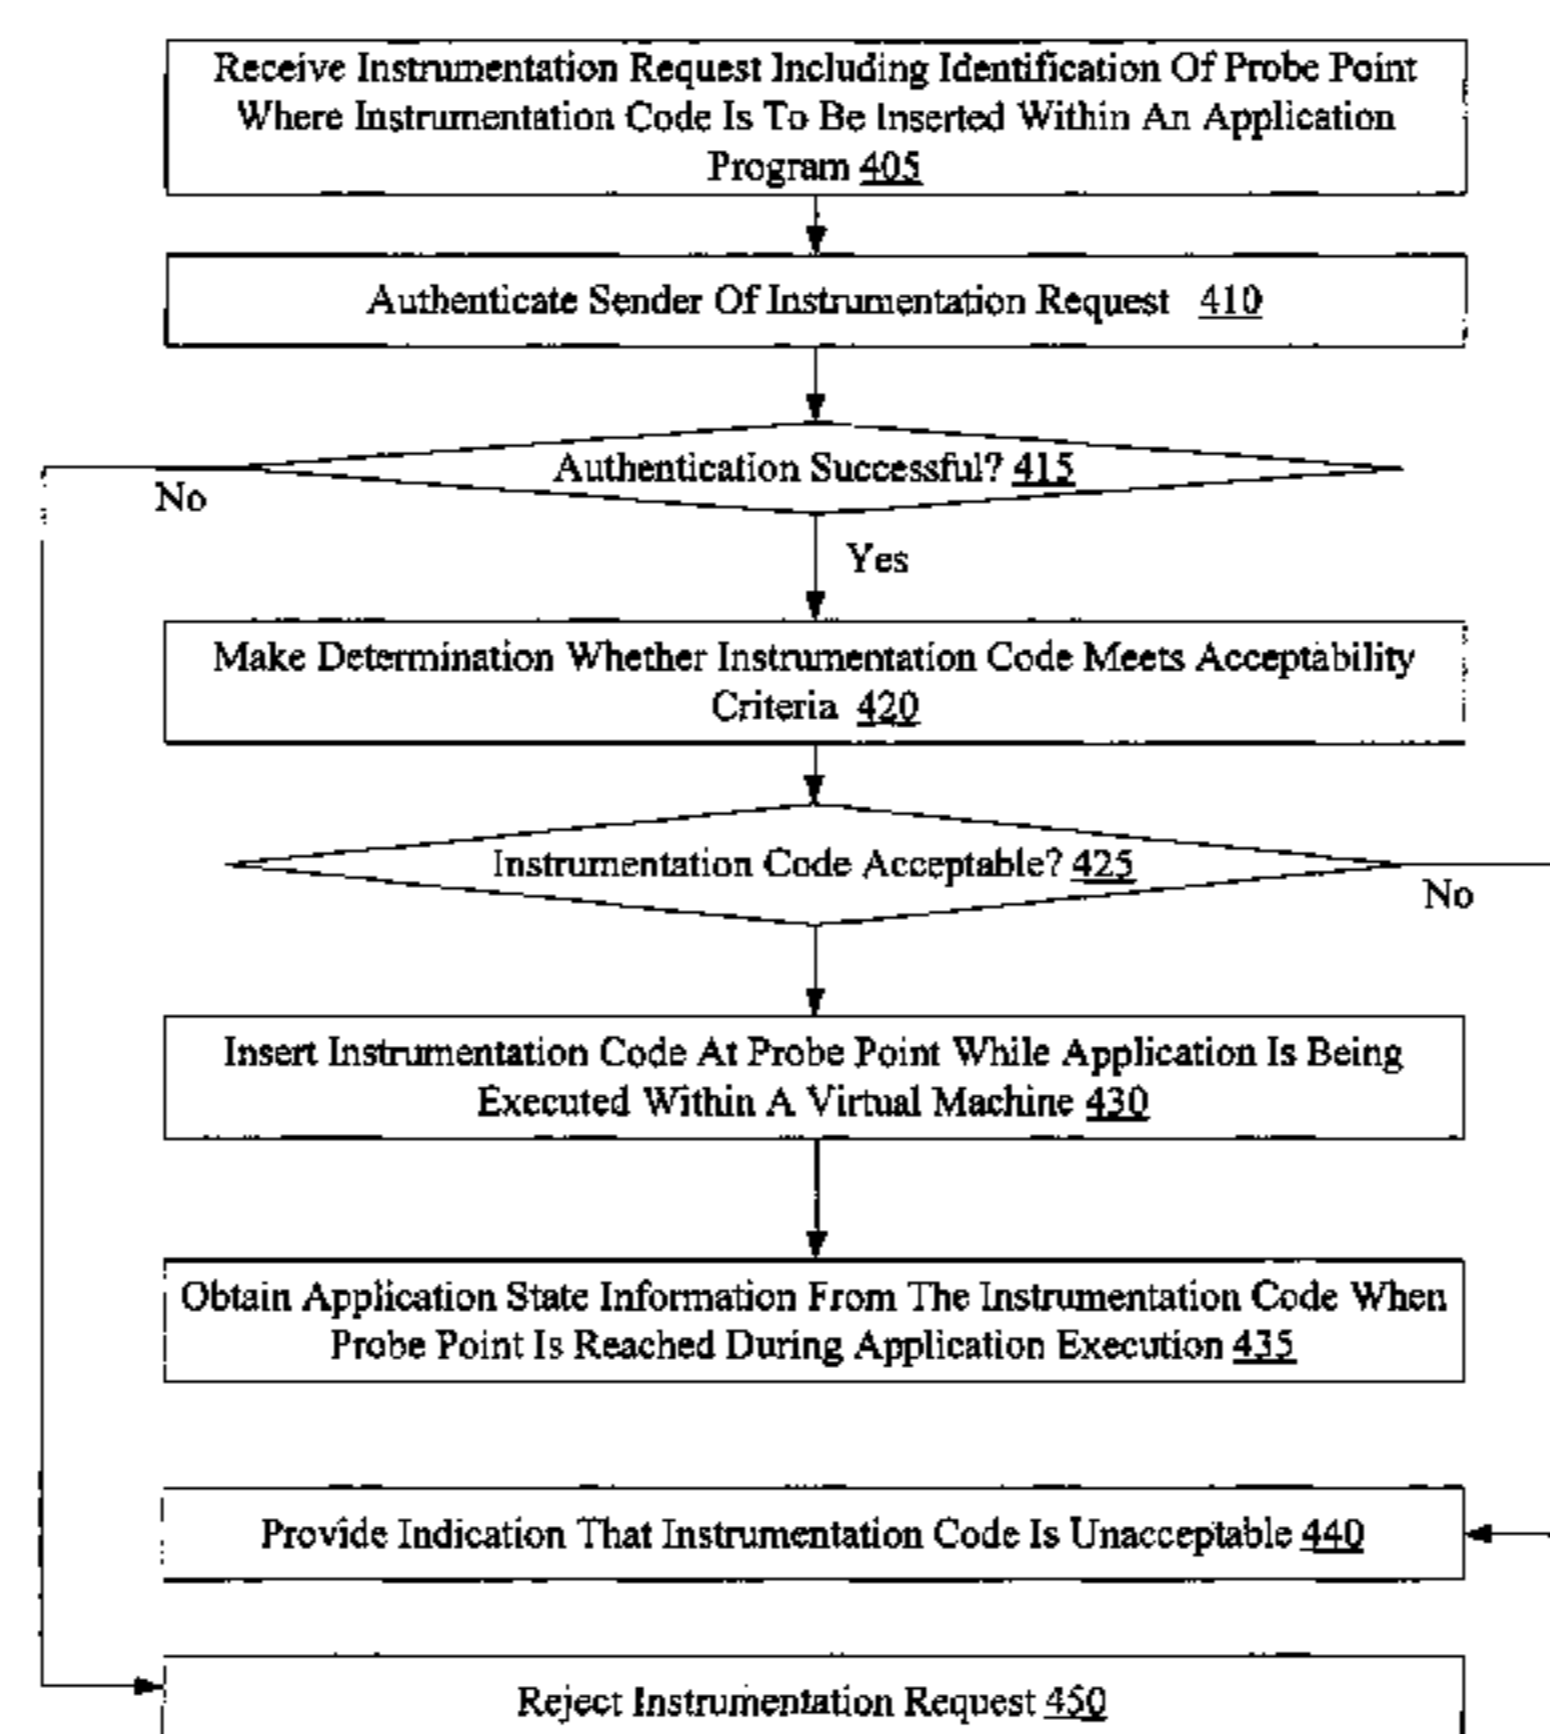 Receive Instrumentation Request Including Identification Of Probe Point
Where Instrumentation Code Is To Be Inserted Within An Application
Program 405
Authenticate Sender Of Instrumentation Request 410
Authentication Successful? 415
No
Yes
Make Determination Whether Instrumentation Code Meets Acceptability
Criteria 420
Instrumentation Code Acceptable? 425
No
Insert Instrumentation Code At Probe Point While Application Is Being
Executed Within A Virtual Machine 430
Obtain Application State Information From The Instrumentation Code When
Probe Point Is Reached During Application Execution 435
Provide Indication That Instrumentation Code Is Unacceptable 440
Reject Instrumentation Request 450